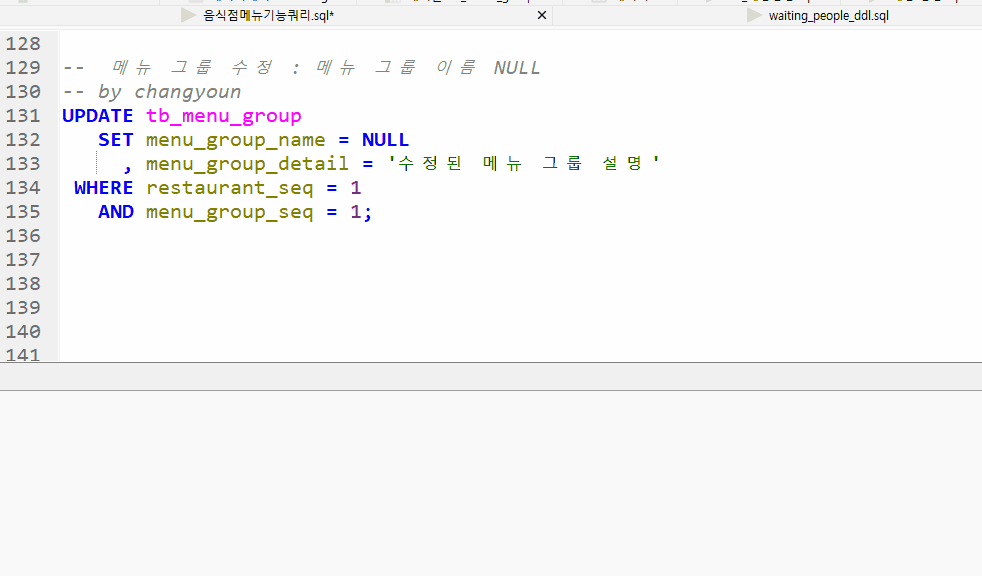 음식점메뉴기능쿼리.sql*
waiting_people_ddl.sql
128
129 -- 메뉴 그룹 수정 : 메뉴 그룹 이름 NULL
130 -- by changyoun
131 UPDATE tb_menu_group
132 SET menu_group_name = NULL
133 , menu_group_detail = '수정된 메뉴 그룹 설명'
134 WHERE restaurant_seq = 1
135 AND menu_group_seq = 1;
136
137
138
139
140
141